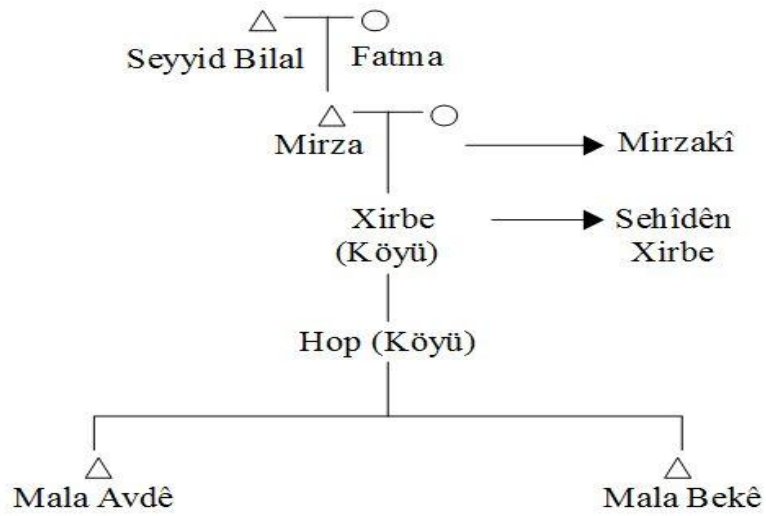 Seyyid Bilal Fatma
Mirza
Mirzakî
Xirbe
(Köyü)
Sehîdên
Xirbe
Hop (Köyü)
Mala Avdê
Mala Bekê